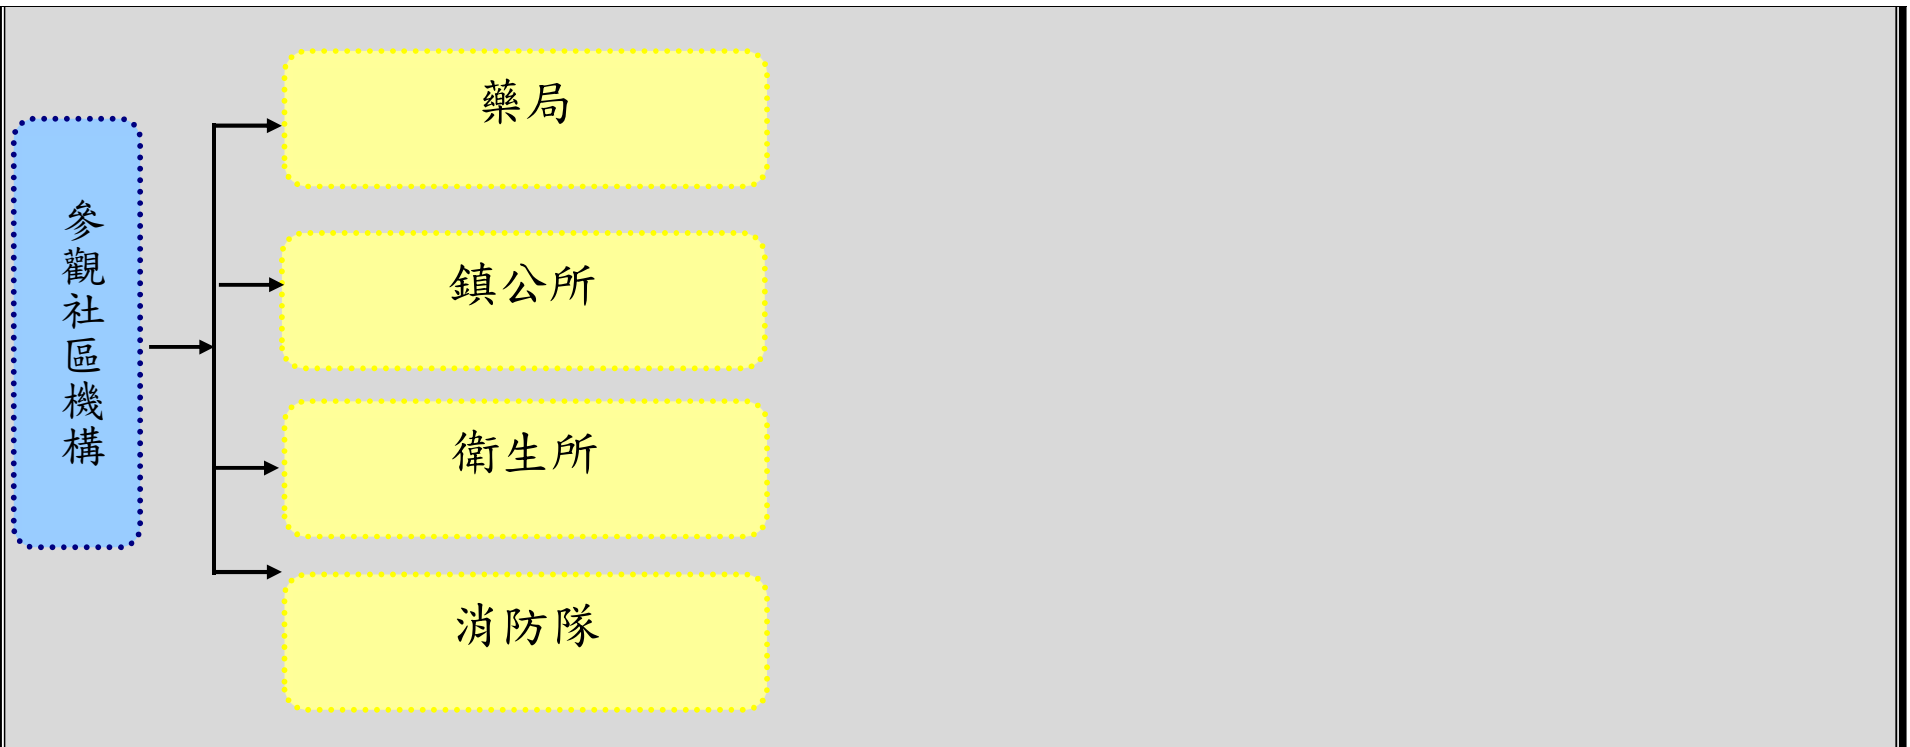 參觀社區機構
藥局
鎮公所
衛生所
消防隊